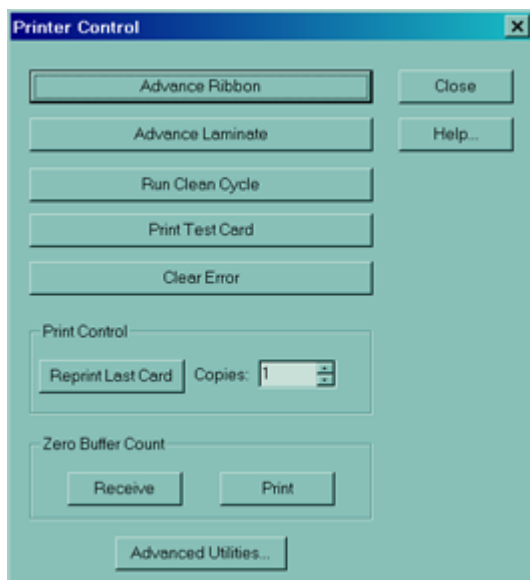 Printer Control
Advance Ribbon
Close
Advance Laminate
Help...
Run Clean Cycle
Print Test Card
Clear Error
Print Control
Reprint Last Card Copies: 1
Zero Buffer Count
Receive Print
Advanced Utilities...